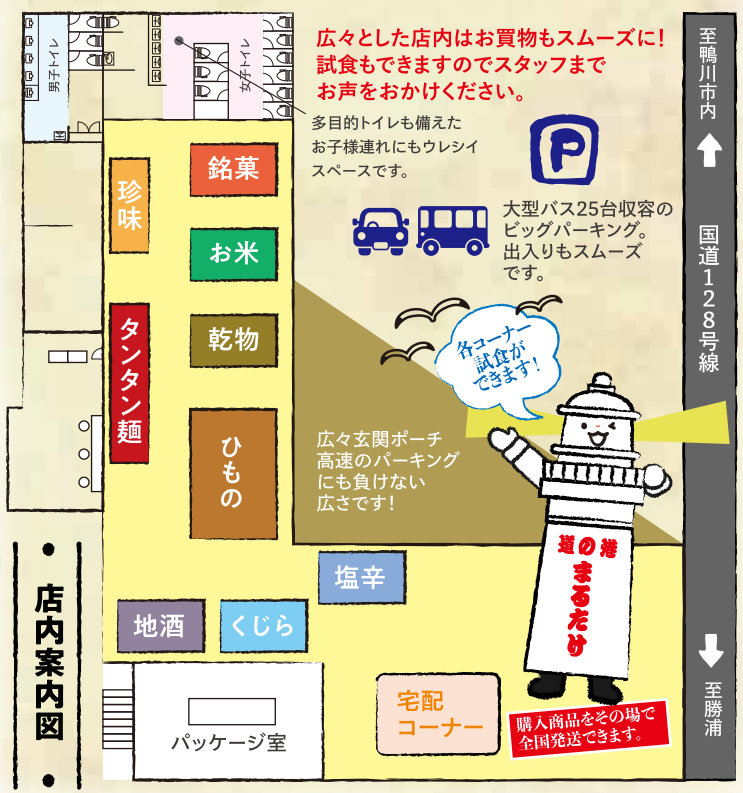 男子トイレ
女子トイレ
広々とした店内はお買物もスムーズに!
試食もできますのでスタッフまで
お声をおかけください。
多目的トイレも備えた
お子様連れにもウレシイ
スペースです。
P
大型バス25台収容の
ビッグパーキング。
出入りもスムーズ
です。
至鴨川市内
国道128号線
至勝浦
珍味
銘菓
お米
乾物
タンタン麺
ひもの
各コーナー
試食が
できます!
広々玄関ポーチ
高速のパーキング
にも負けない
広さです!
道の港
まるたけ
塩辛
地酒
くじら
パッケージ室
宅配
コーナー
購入商品をその場で
全国発送できます。
店内案内図